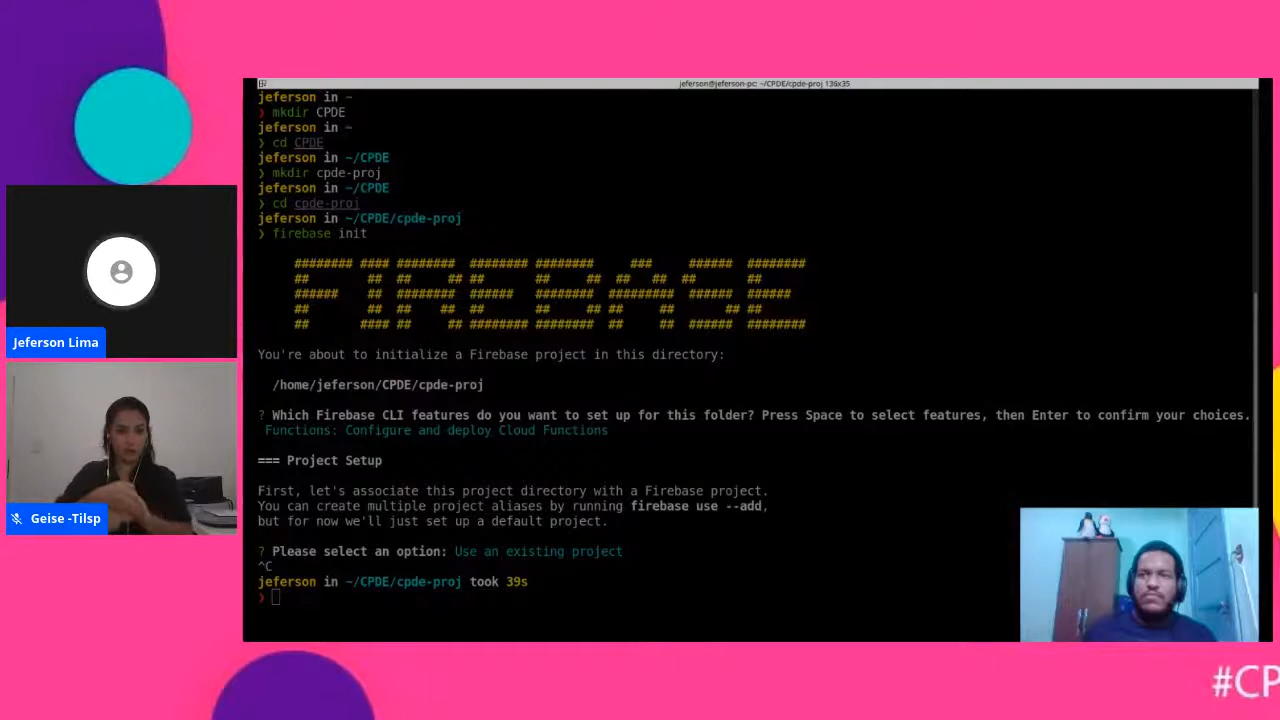 jeferson@jeferson-pc: ~/CPDE/cpde-proj 136x35
jeferson in ~
❯ mkdir CPDE
jeferson in ~
❯ cd CPDE
jeferson in ~/CPDE
❯ mkdir cpde-proj
jeferson in ~/CPDE
❯ cd cpde-proj
jeferson in ~/CPDE/cpde-proj
❯ firebase init
FIREBASE
You're about to initialize a Firebase project in this directory:
/home/jeferson/CPDE/cpde-proj
? Which Firebase CLI features do you want to set up for this folder? Press Space to select features, then Enter to confirm your choices.
Functions: Configure and deploy Cloud Functions
=== Project Setup
First, let's associate this project directory with a Firebase project.
You can create multiple project aliases by running firebase use --add,
but for now we'll just set up a default project.
? Please select an option: Use an existing project
^C
jeferson in ~/CPDE/cpde-proj took 39s
❯
Jeferson Lima
Geise -Tilsp
#CP